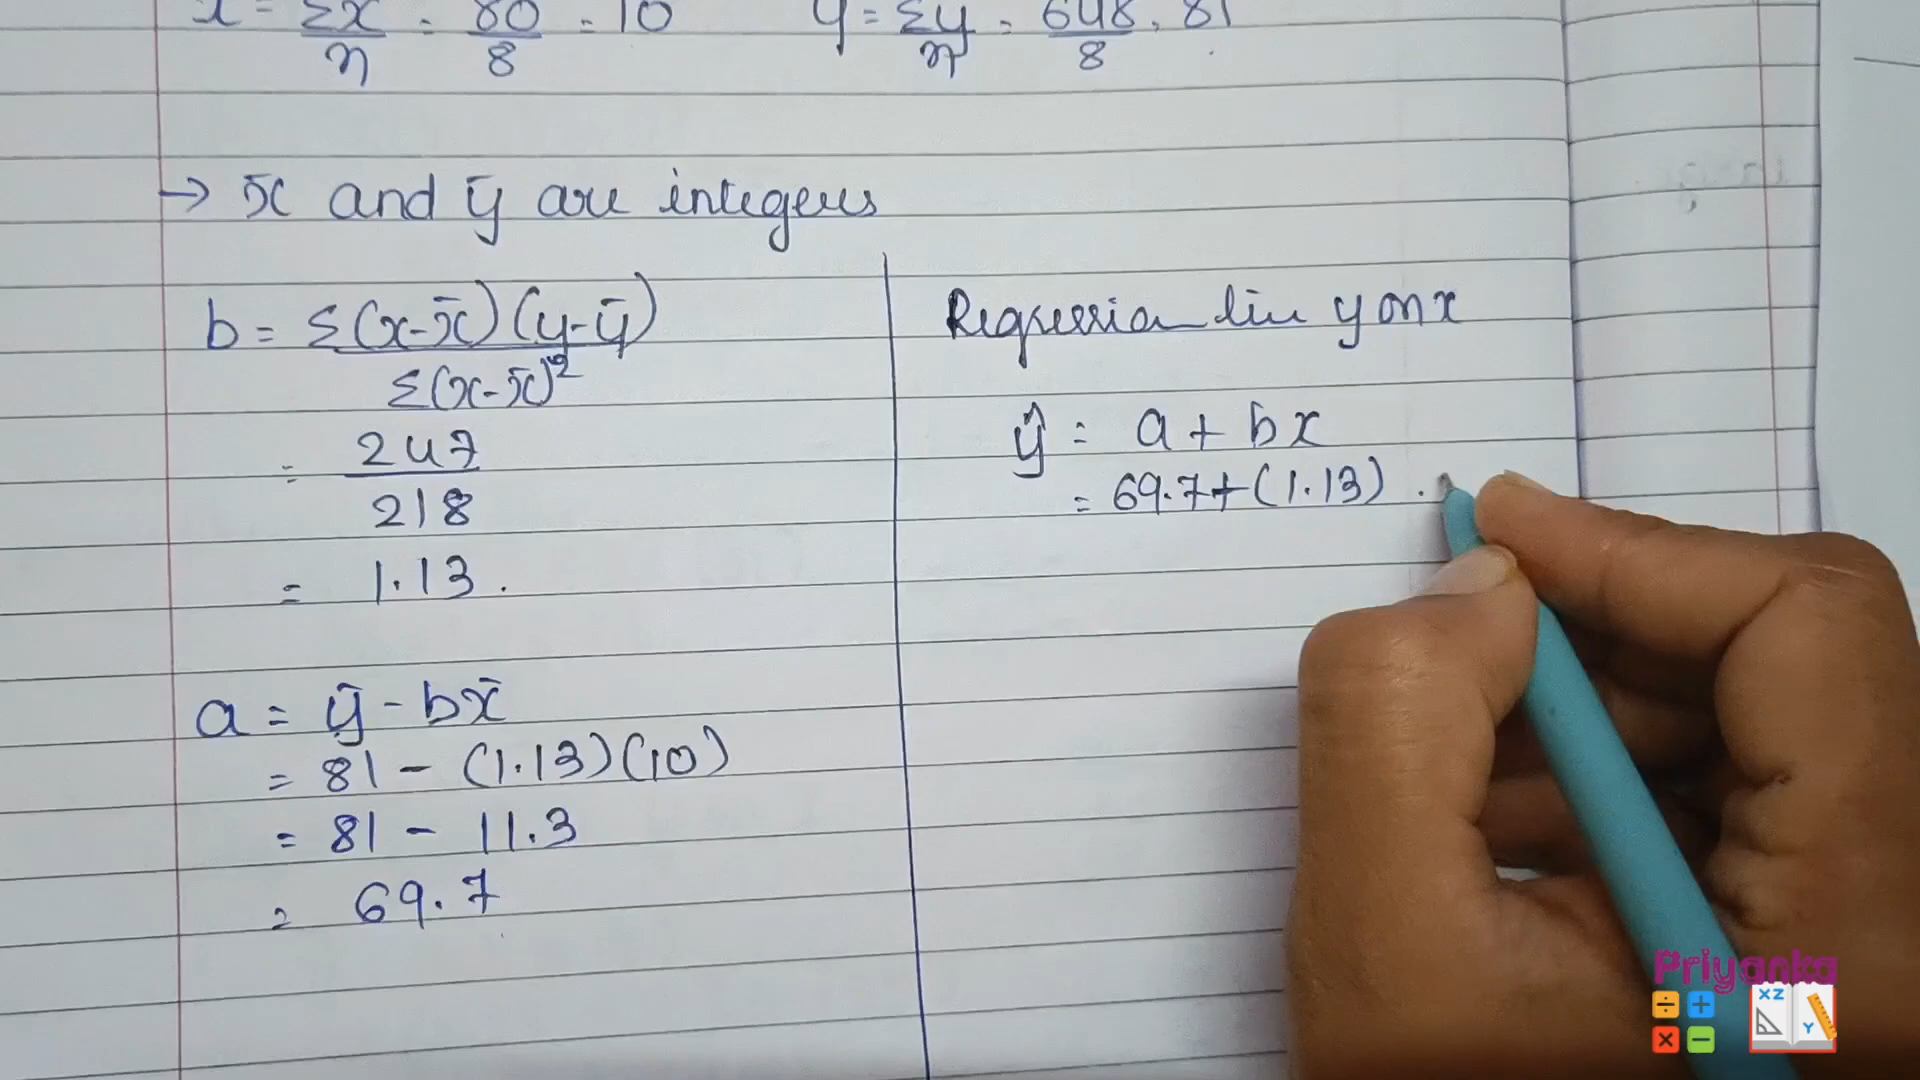 x̄ = Σx/n = 80/8 = 10    ȳ = Σy/n = 648/8 = 81
→ x̄ and ȳ are integers
b = Σ(x-x̄)(y-ȳ)/Σ(x-x̄)²
= 247/218
= 1.13.
a = ȳ - bx̄
= 81 - (1.13)(10)
= 81 - 11.3
= 69.7
Regression line y on x
ŷ = a + bx
= 69.7+(1.13) .
Priyanka
÷ +
× −
XZ
Y